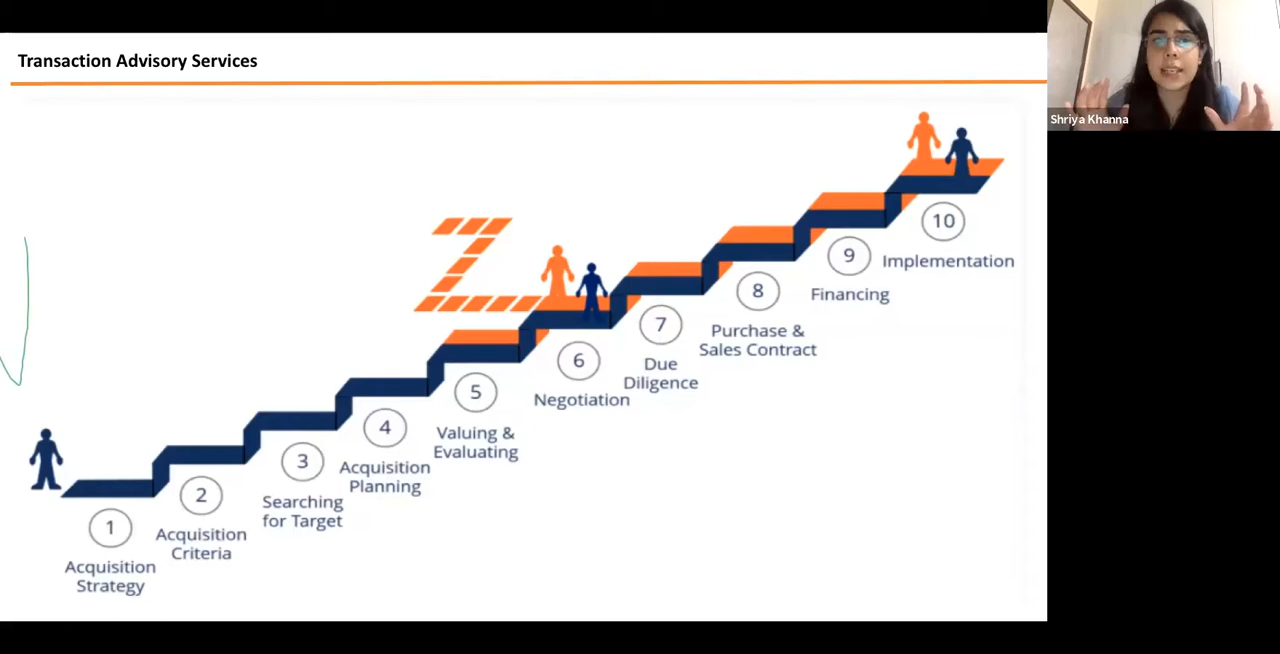 Transaction Advisory Services
Shriya Khanna
1
Acquisition
Strategy
2
Acquisition
Criteria
3
Searching
for Target
4
Acquisition
Planning
5
Valuing &
Evaluating
6
Negotiation
7
Due
Diligence
8
Purchase &
Sales Contract
9
Financing
10
Implementation